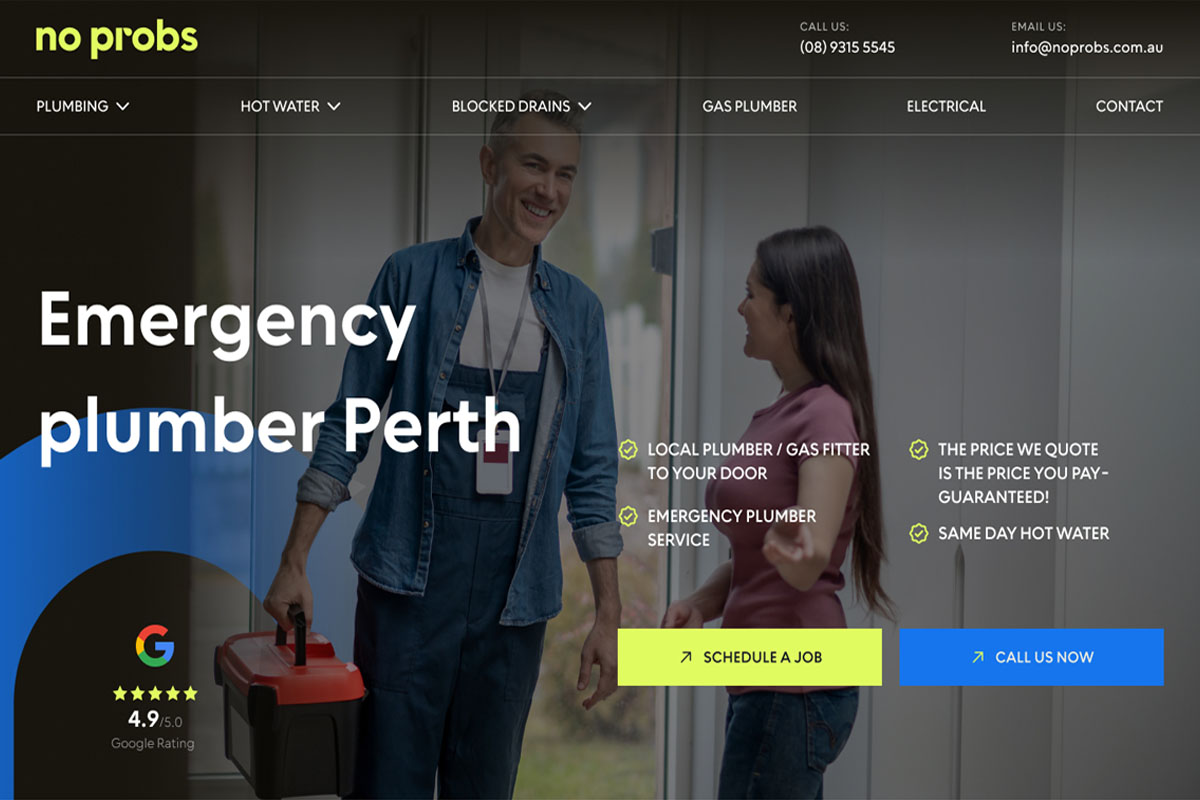 no probs
CALL US:
(08) 9315 5545
EMAIL US:
info@noprobs.com.au
PLUMBING
HOT WATER
BLOCKED DRAINS
GAS PLUMBER
ELECTRICAL
CONTACT
Emergency
plumber Perth
LOCAL PLUMBER / GAS FITTER
TO YOUR DOOR
EMERGENCY PLUMBER
SERVICE
THE PRICE WE QUOTE
IS THE PRICE YOU PAY-
GUARANTEED!
SAME DAY HOT WATER
SCHEDULE A JOB
CALL US NOW
G
4.9/5.0
Google Rating